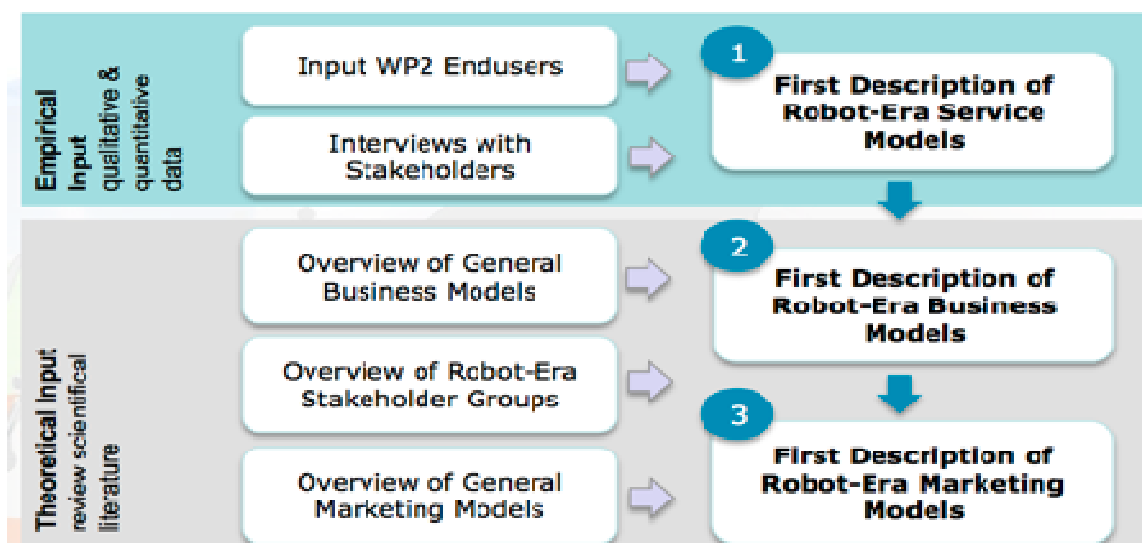 Empirical
Input
qualitative &
quantitative
data
Input WP2 Endusers
Interviews with
Stakeholders
1
First Description of
Robot-Era Service
Models
Theoretical Input
review scientifical
literature
Overview of General
Business Models
Overview of Robot-Era
Stakeholder Groups
Overview of General
Marketing Models
2
First Description of
Robot-Era Business
Models
3
First Description of
Robot-Era Marketing
Models